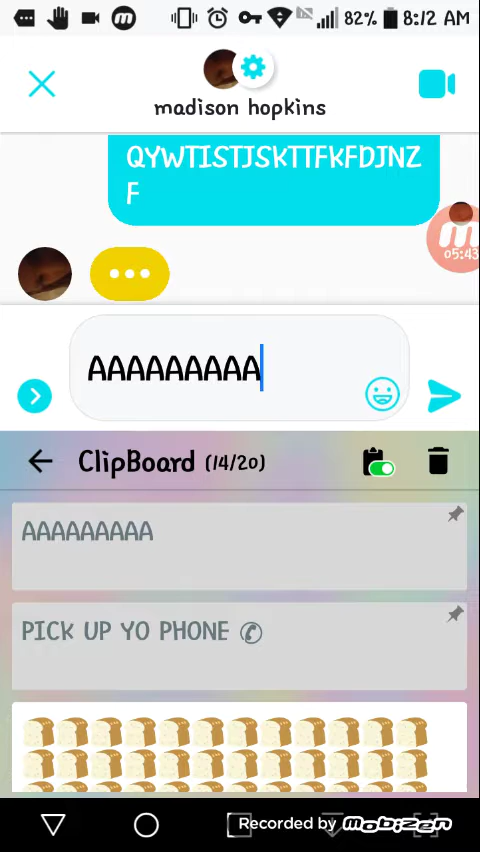 82% 8:12 AM
madison hopkins
QYWTISTJSKTTFKFDJNZ
F
05:43
AAAAAAAAA
ClipBoard (14/20)
AAAAAAAAA
PICK UP YO PHONE ✆
Recorded by mobizen